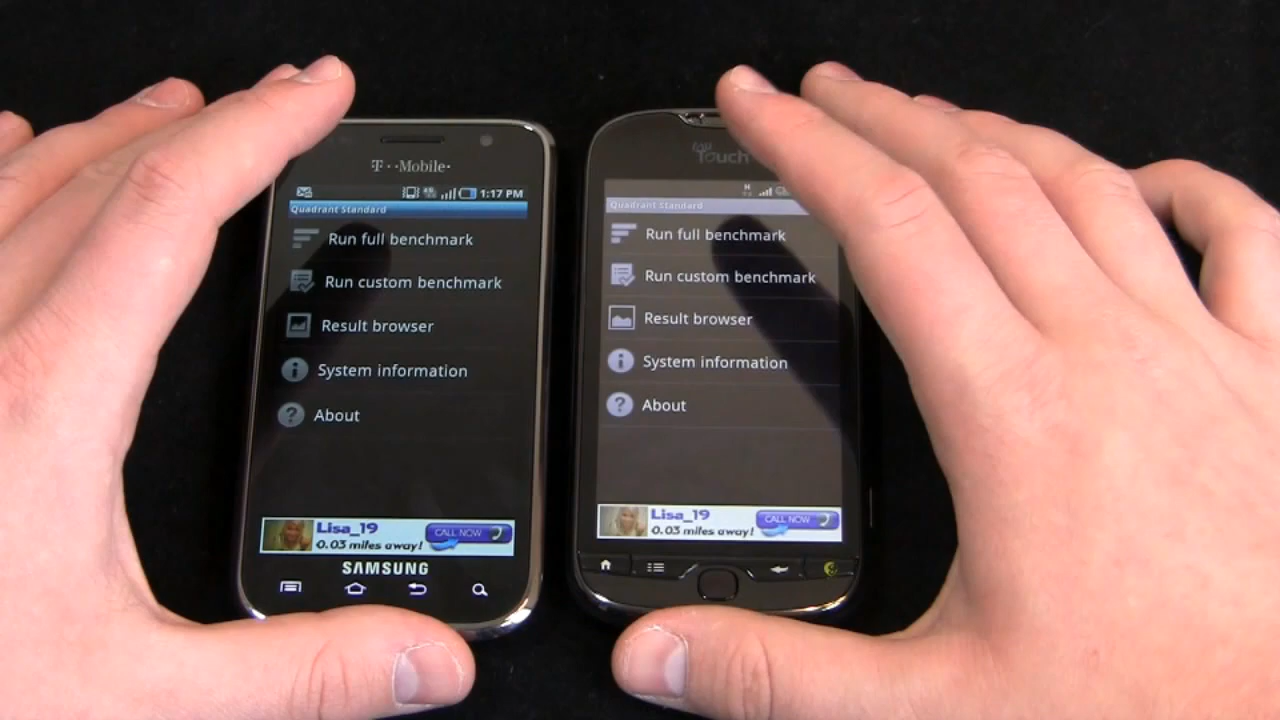 T··Mobile·
1:17 PM
Quadrant Standard
Run full benchmark
Run custom benchmark
Result browser
System information
About
Lisa_19
0.03 miles away!
CALL NOW
SAMSUNG
my
Touch
H
Quadrant Standard
Run full benchmark
Run custom benchmark
Result browser
System information
About
Lisa_19
0.03 miles away!
CALL NOW